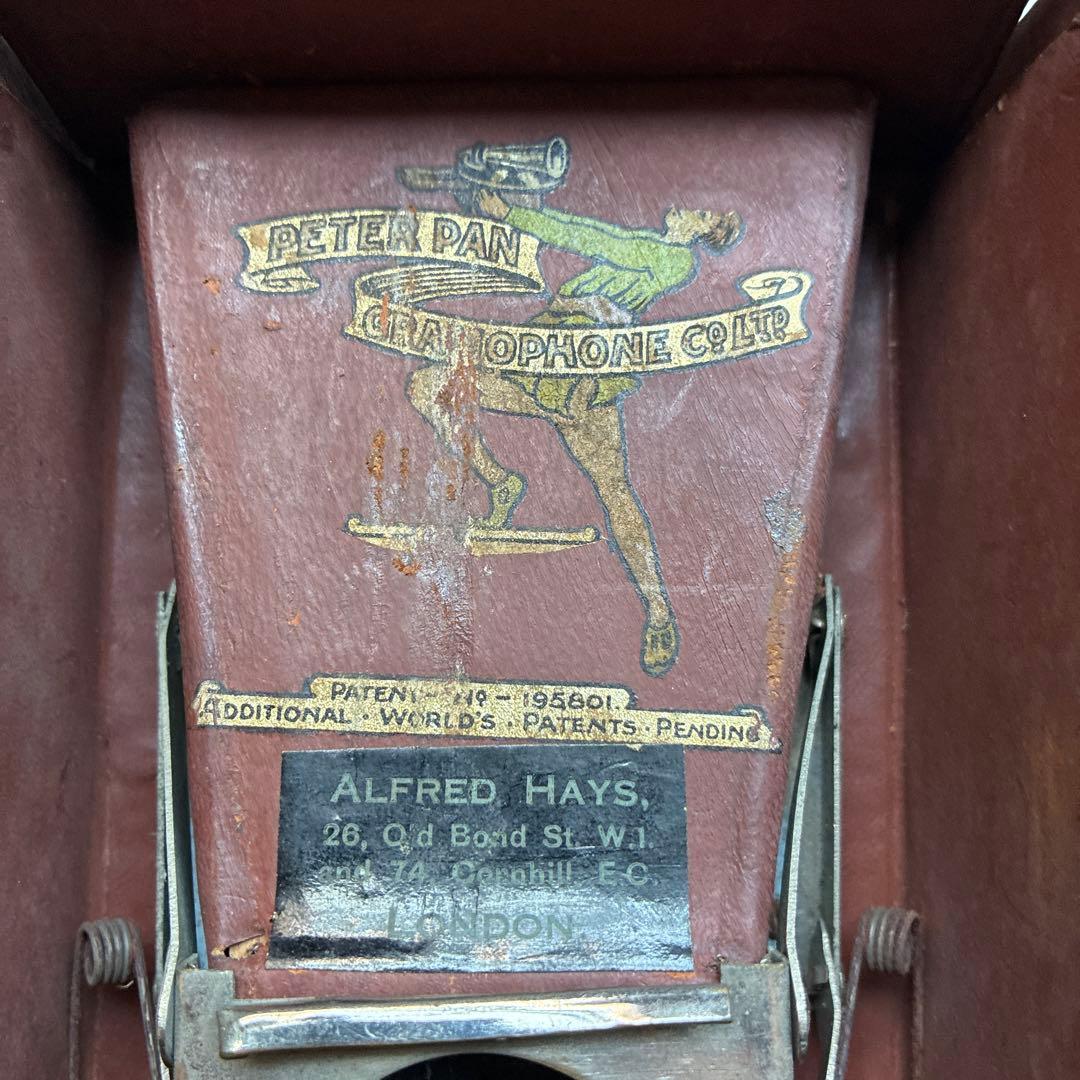 PETER PAN
GRAMOPHONE Co LTD
PATENT - No - 195801.
ADDITIONAL · WORLD'S · PATENTS · PENDING
ALFRED HAYS,
26, Old Bond St. W.1.
and 74 Cornhill E.C.
LONDON